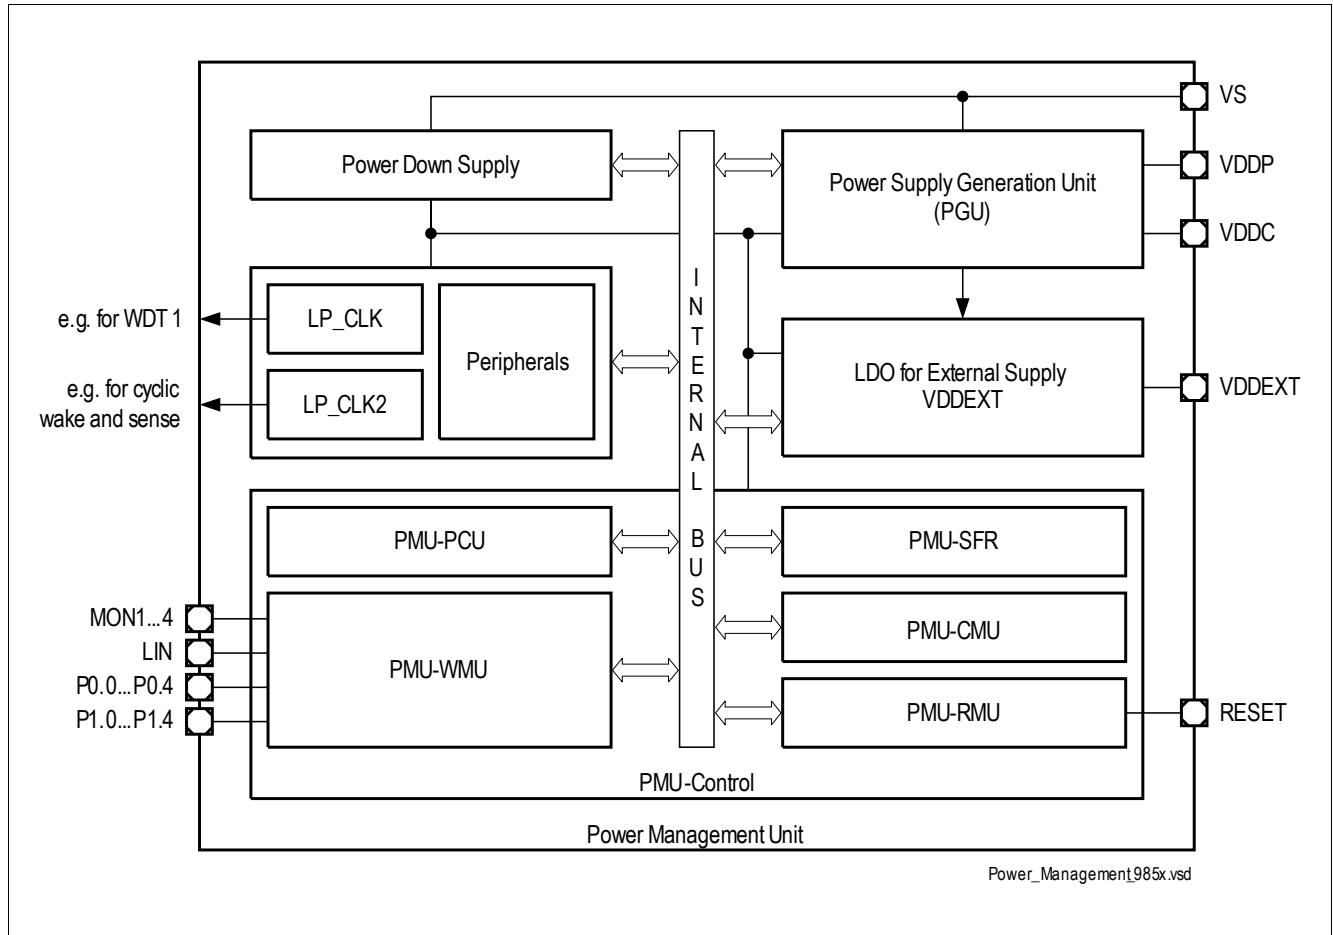 VS
Power Down Supply
Power Supply Generation Unit
(PGU)
VDDP
VDDC
e.g. for WDT 1
LP_CLK
Peripherals
e.g. for cyclic
wake and sense
LP_CLK2
INTERNAL BUS
LDO for External Supply
VDDEXT
VDDEXT
PMU-PCU
PMU-SFR
MON1...4
LIN
P0.0...P0.4
P1.0...P1.4
PMU-WMU
PMU-CMU
PMU-RMU
RESET
PMU-Control
Power Management Unit
Power_Management_985x.vsd